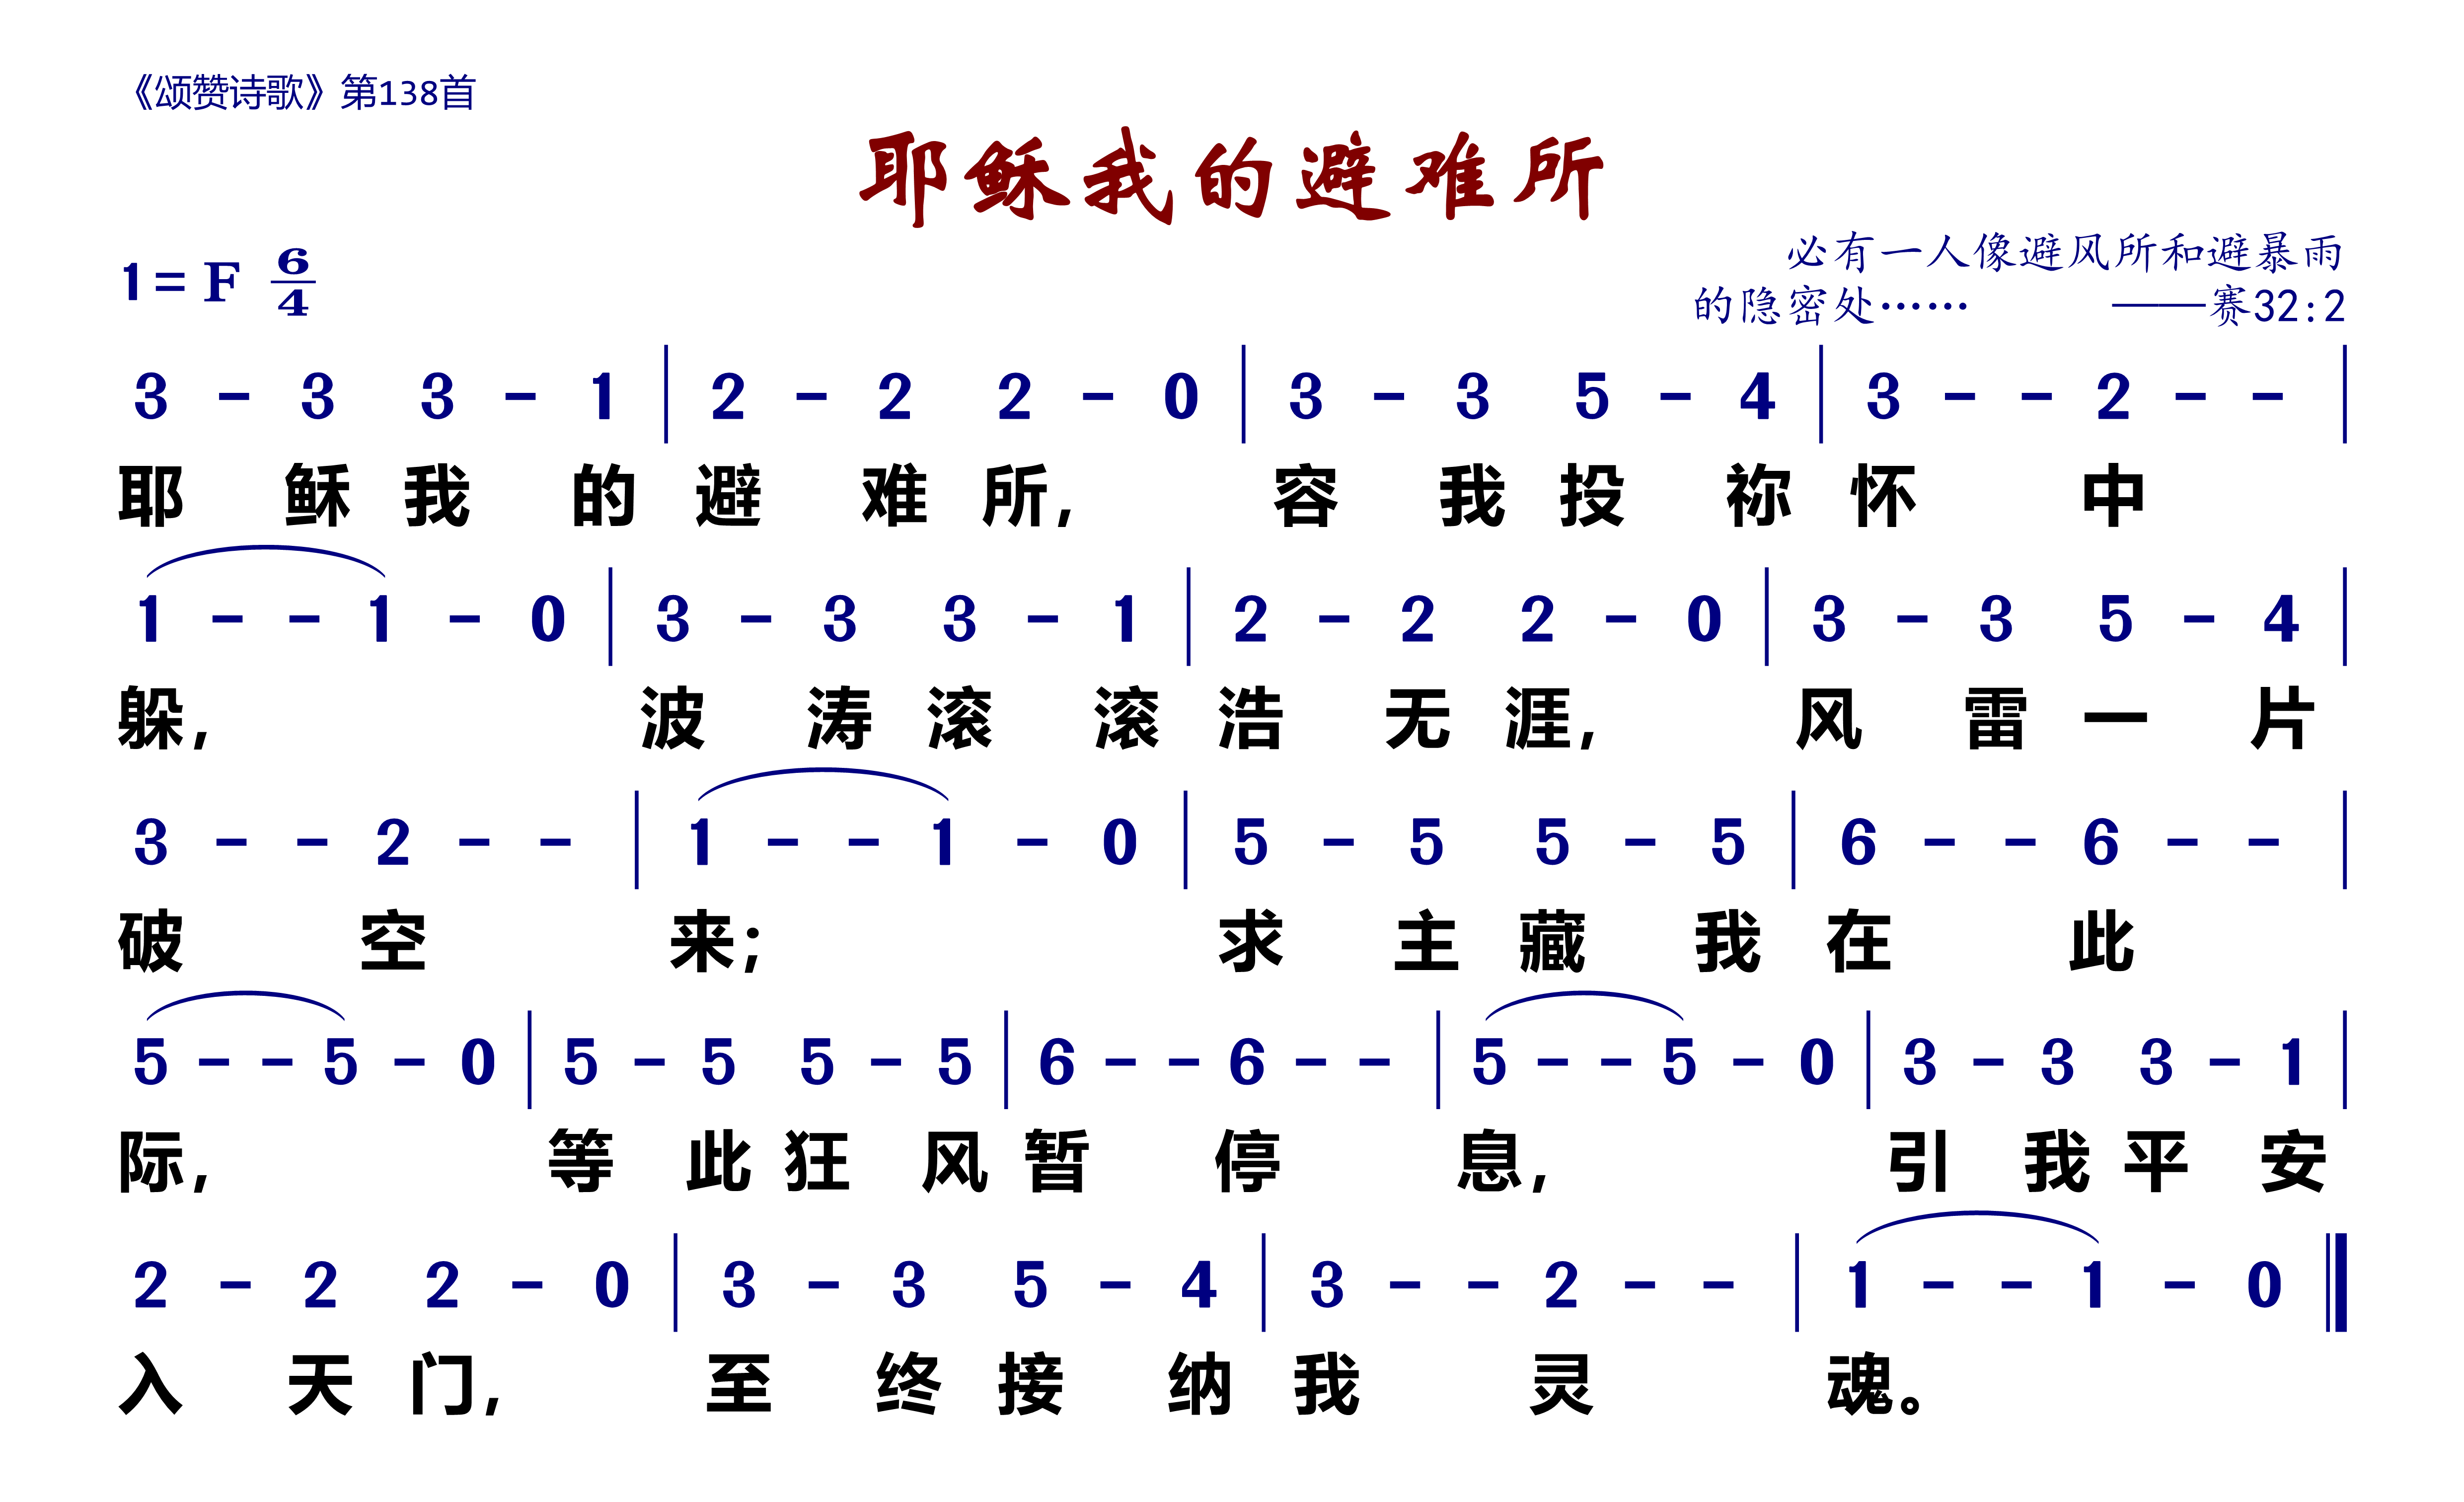 《颂赞诗歌》第138首
耶稣我的避难所
1= F 6/4
必有一人像避风所和避暴雨
的隐密处…… ——赛32:2
3 - 3 3 - 1 | 2 - 2 2 - 0 | 3 - 3 5 - 4 | 3 - - 2 - - |
耶 稣 我 的 避 难 所, 容 我 投 祢 怀 中
1 - - 1 - 0 | 3 - 3 3 - 1 | 2 - 2 2 - 0 | 3 - 3 5 - 4 |
躲, 波 涛 滚 滚 浩 无 涯, 风 雷 一 片
3 - - 2 - - | 1 - - 1 - 0 | 5 - 5 5 - 5 | 6 - - 6 - - |
破 空 来; 求 主 藏 我 在 此
5 - - 5 - 0 | 5 - 5 5 - 5 | 6 - - 6 - - | 5 - - 5 - 0 | 3 - 3 3 - 1 |
际, 等 此 狂 风 暂 停 息, 引 我 平 安
2 - 2 2 - 0 | 3 - 3 5 - 4 | 3 - - 2 - - | 1 - - 1 - 0 ‖
入 天 门, 至 终 接 纳 我 灵 魂。